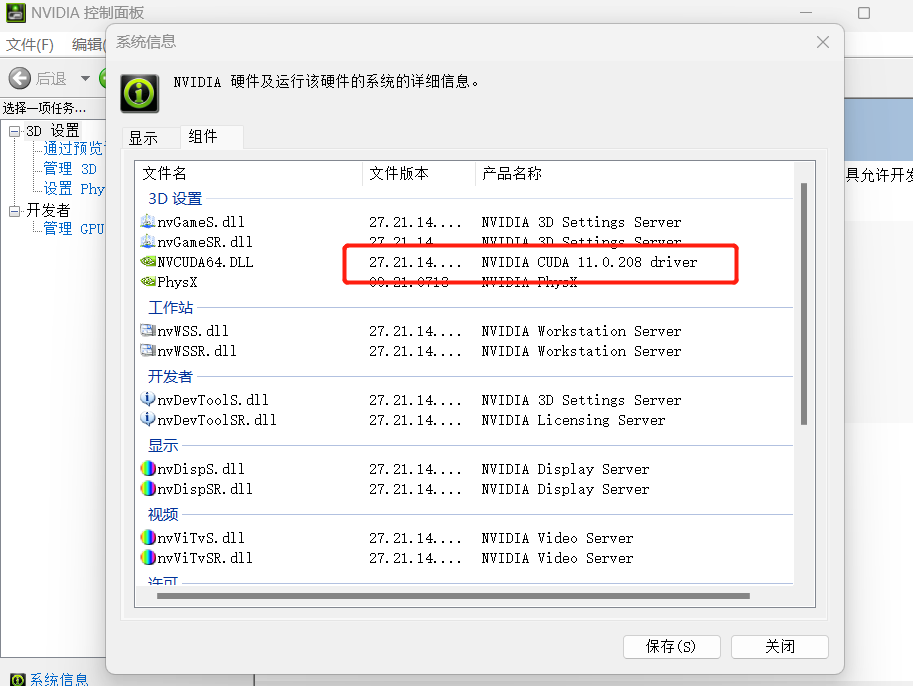 NVIDIA 控制面板
文件(F) 编辑(
系统信息
后退
NVIDIA 硬件及运行该硬件的系统的详细信息。
选择一项任务...
3D 设置
通过预览
管理 3D
设置 Phy
开发者
管理 GPU
具允许开发
显示 组件
文件名 文件版本 产品名称
3D 设置
nvGameS.dll 27.21.14.... NVIDIA 3D Settings Server
nvGameSR.dll 27.21.14.... NVIDIA 3D Settings Server
NVCUDA64.DLL 27.21.14.... NVIDIA CUDA 11.0.208 driver
PhysX 09.21.0713 NVIDIA PhysX
工作站
nvWSS.dll 27.21.14.... NVIDIA Workstation Server
nvWSSR.dll 27.21.14.... NVIDIA Workstation Server
开发者
nvDevToolS.dll 27.21.14.... NVIDIA 3D Settings Server
nvDevToolSR.dll 27.21.14.... NVIDIA Licensing Server
显示
nvDispS.dll 27.21.14.... NVIDIA Display Server
nvDispSR.dll 27.21.14.... NVIDIA Display Server
视频
nvViTvS.dll 27.21.14.... NVIDIA Video Server
nvViTvSR.dll 27.21.14.... NVIDIA Video Server
许可
保存(S) 关闭
系统信息